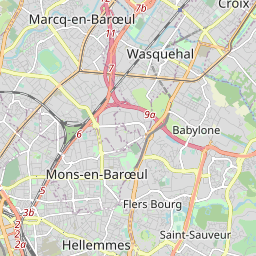 Croix
Marcq-en-Barœul
11
Wasquehal
7
9a
6
Babylone
Mons-en-Barœul
3b
2
Flers Bourg
Saint-Sauveur
Hellemmes